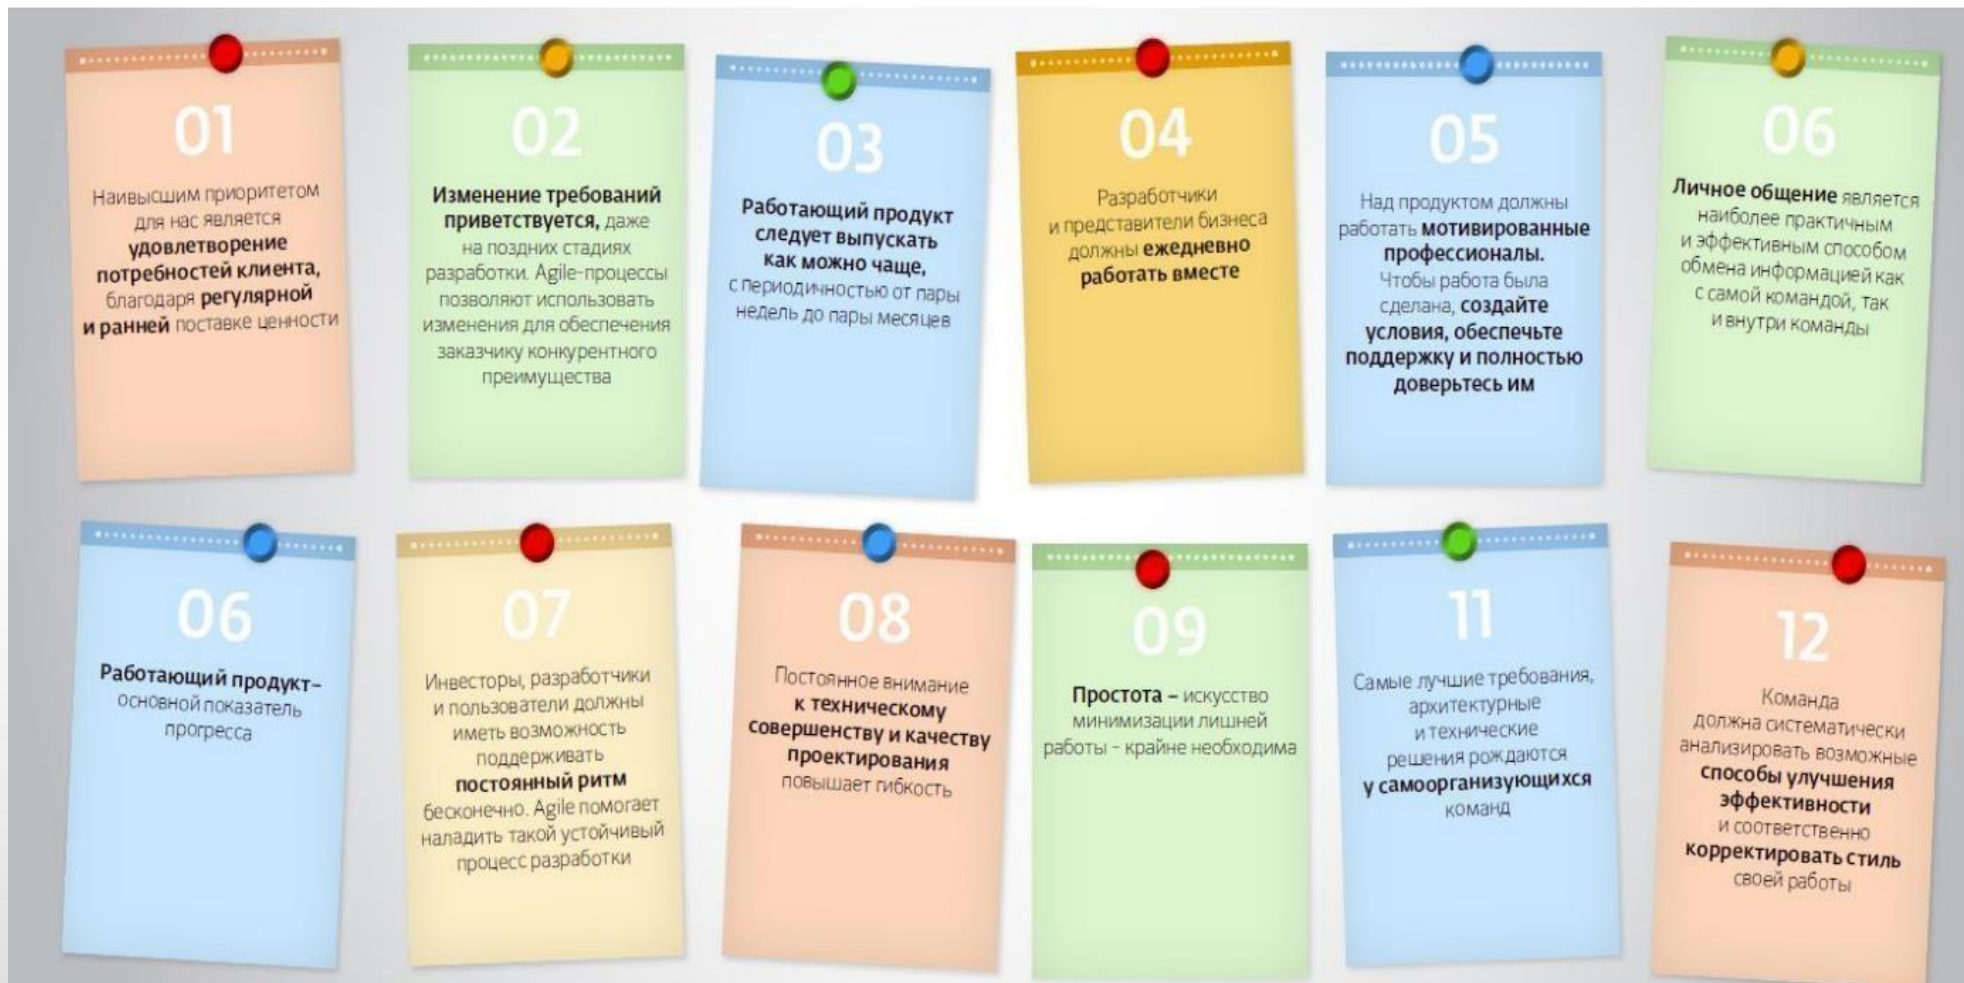 01
Наивысшим приоритетом
для нас является
удовлетворение
потребностей клиента,
благодаря регулярной
и ранней поставке ценности
02
Изменение требований
приветствуется, даже
на поздних стадиях
разработки. Agile-процессы
позволяют использовать
изменения для обеспечения
заказчику конкурентного
преимущества
03
Работающий продукт
следует выпускать
как можно чаще,
с периодичностью от пары
недель до пары месяцев
04
Разработчики
и представители бизнеса
должны ежедневно
работать вместе
05
Над продуктом должны
работать мотивированные
профессионалы.
Чтобы работа была
сделана, создайте
условия, обеспечьте
поддержку и полностью
доверьтесь им
06
Личное общение является
наиболее практичным
и эффективным способом
обмена информацией как
с самой командой, так
и внутри команды
06
Работающий продукт–
основной показатель
прогресса
07
Инвесторы, разработчики
и пользователи должны
иметь возможность
поддерживать
постоянный ритм
бесконечно. Agile помогает
наладить такой устойчивый
процесс разработки
08
Постоянное внимание
к техническому
совершенству и качеству
проектирования
повышает гибкость
09
Простота – искусство
минимизации лишней
работы – крайне необходима
11
Самые лучшие требования,
архитектурные
и технические
решения рождаются
у самоорганизующихся
команд
12
Команда
должна систематически
анализировать возможные
способы улучшения
эффективности
и соответственно
корректировать стиль
своей работы